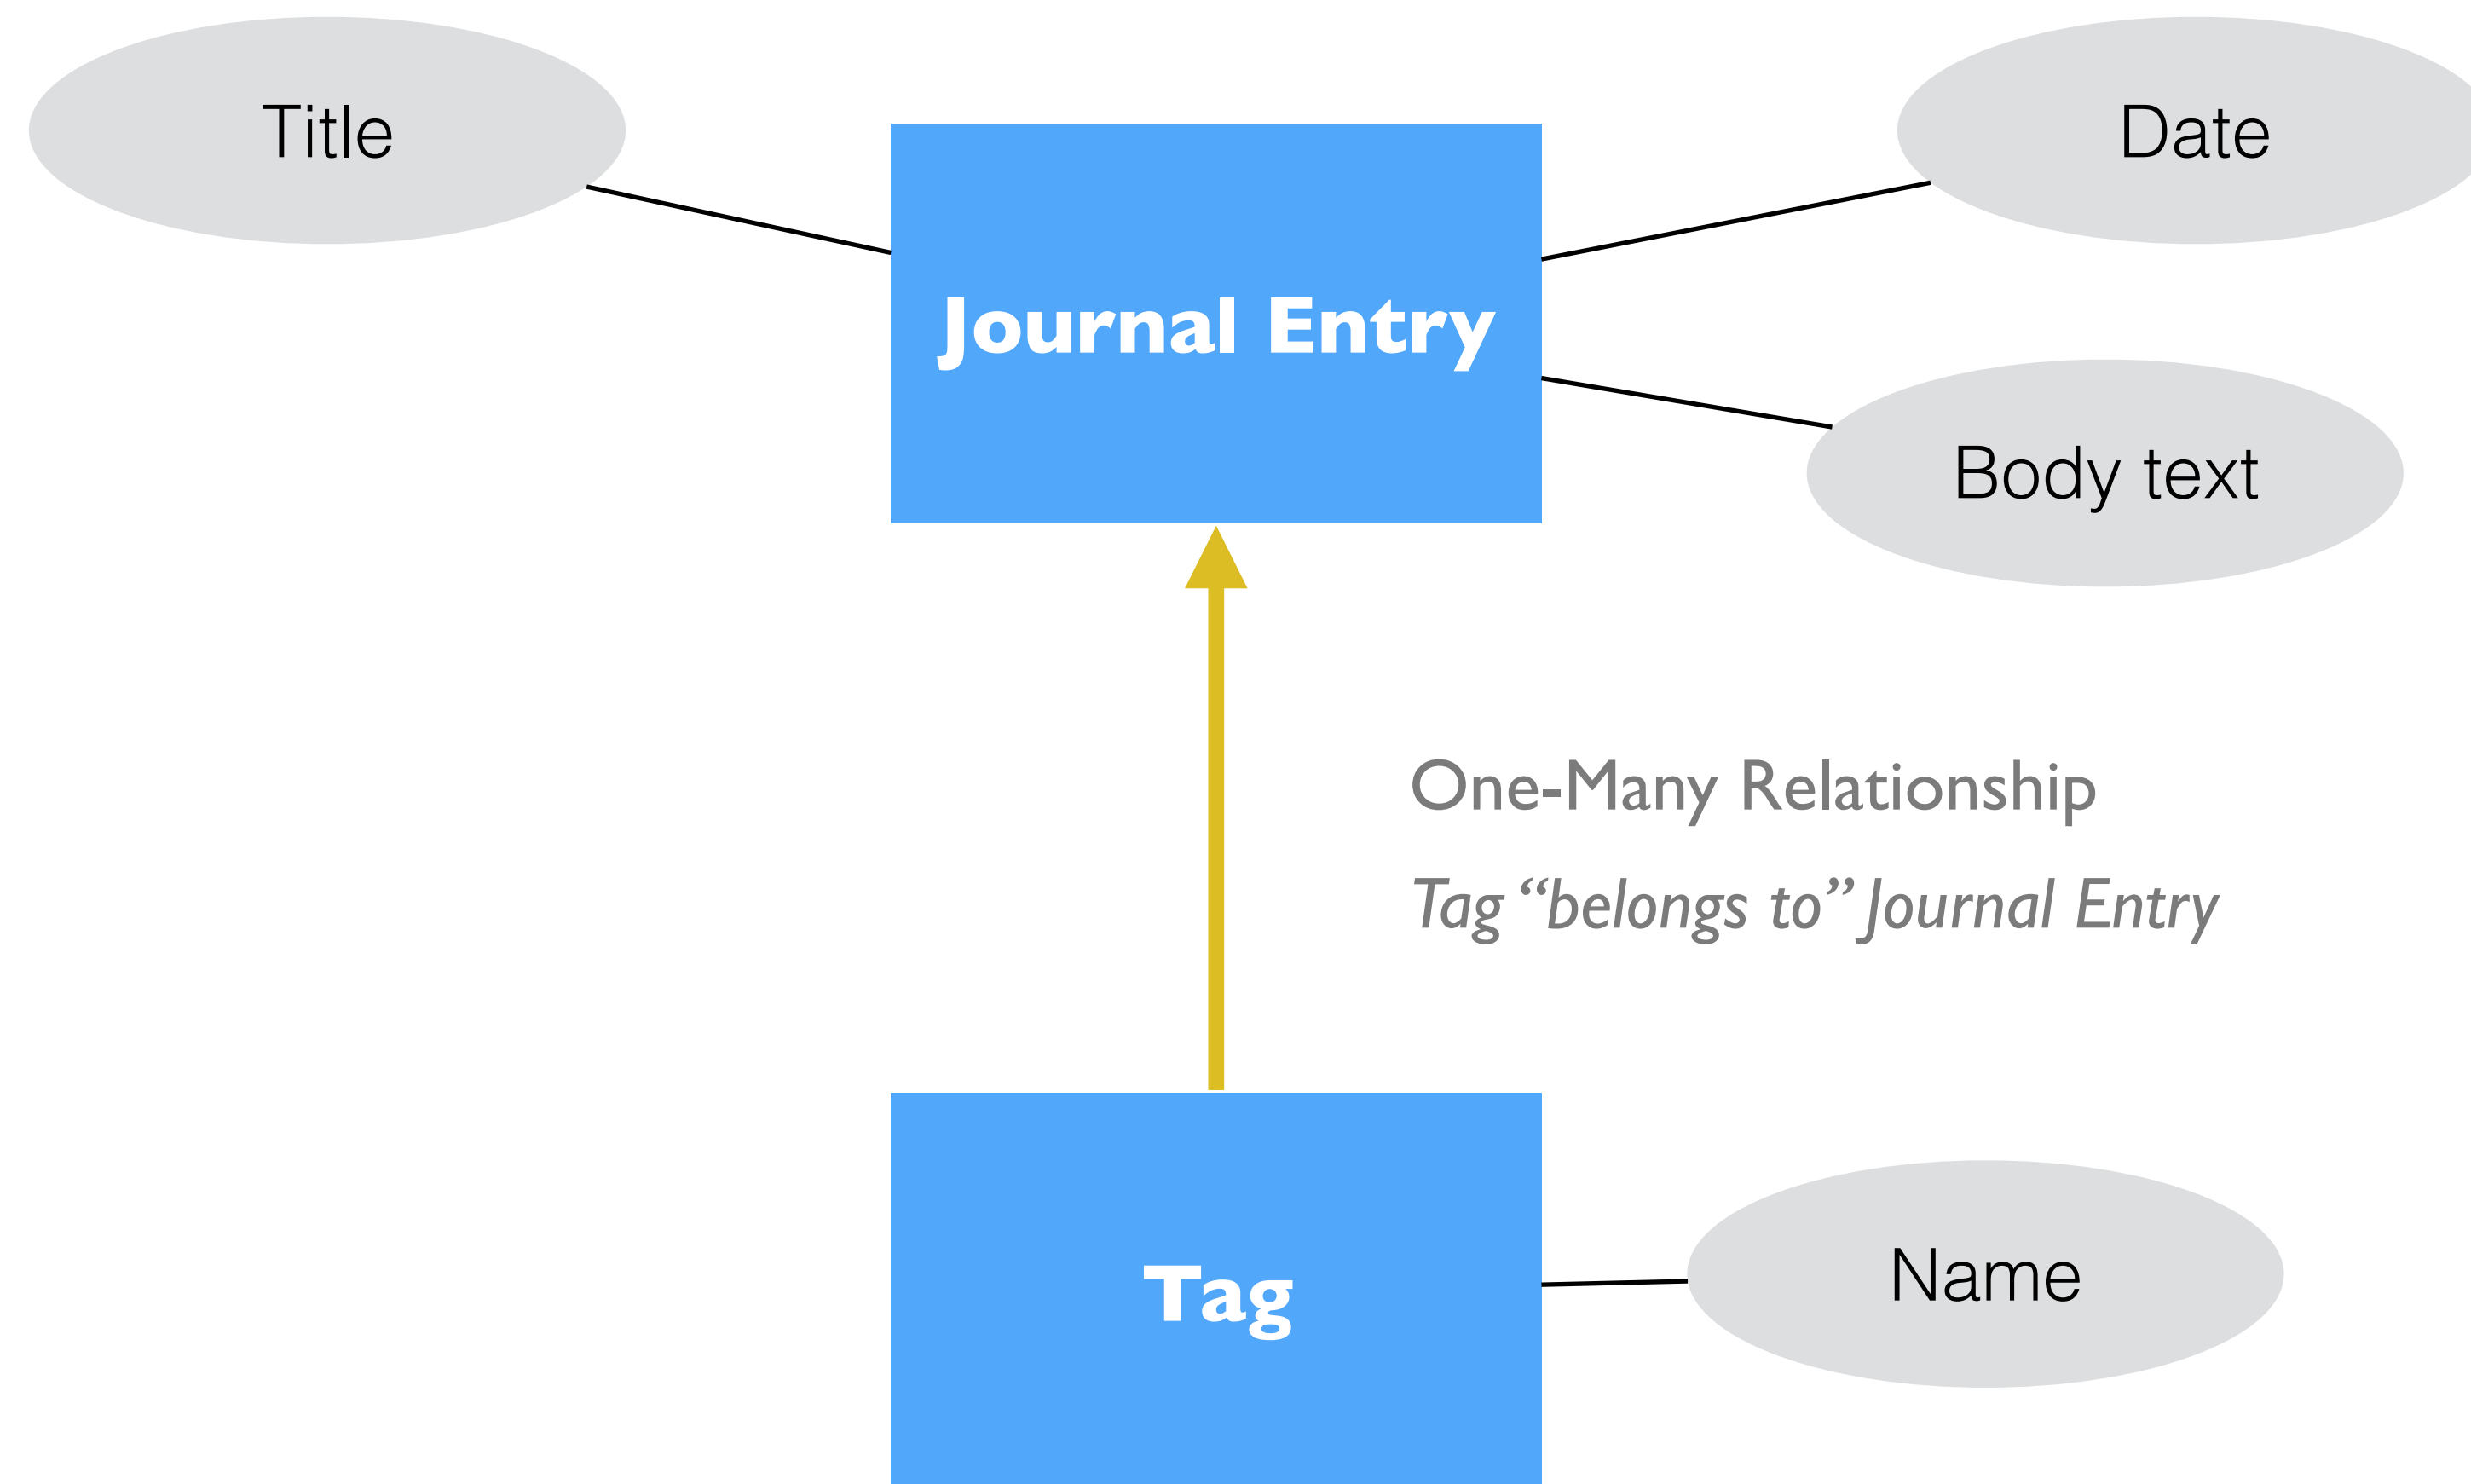 Title
Date
Journal Entry
Body text
One-Many Relationship
Tag “belongs to” Journal Entry
Tag
Name